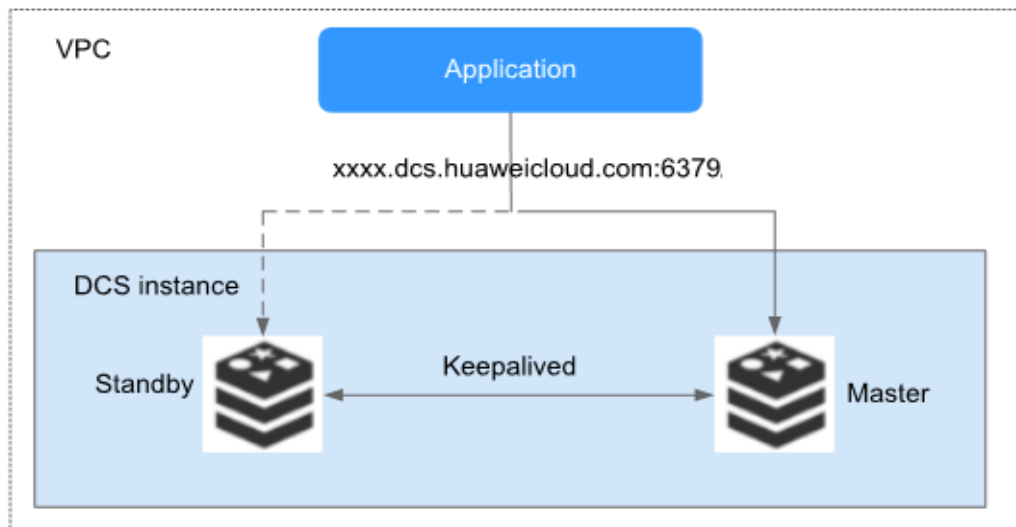 VPC
Application
xxxx.dcs.huaweicloud.com:6379
DCS instance
Keepalived
Standby
Master